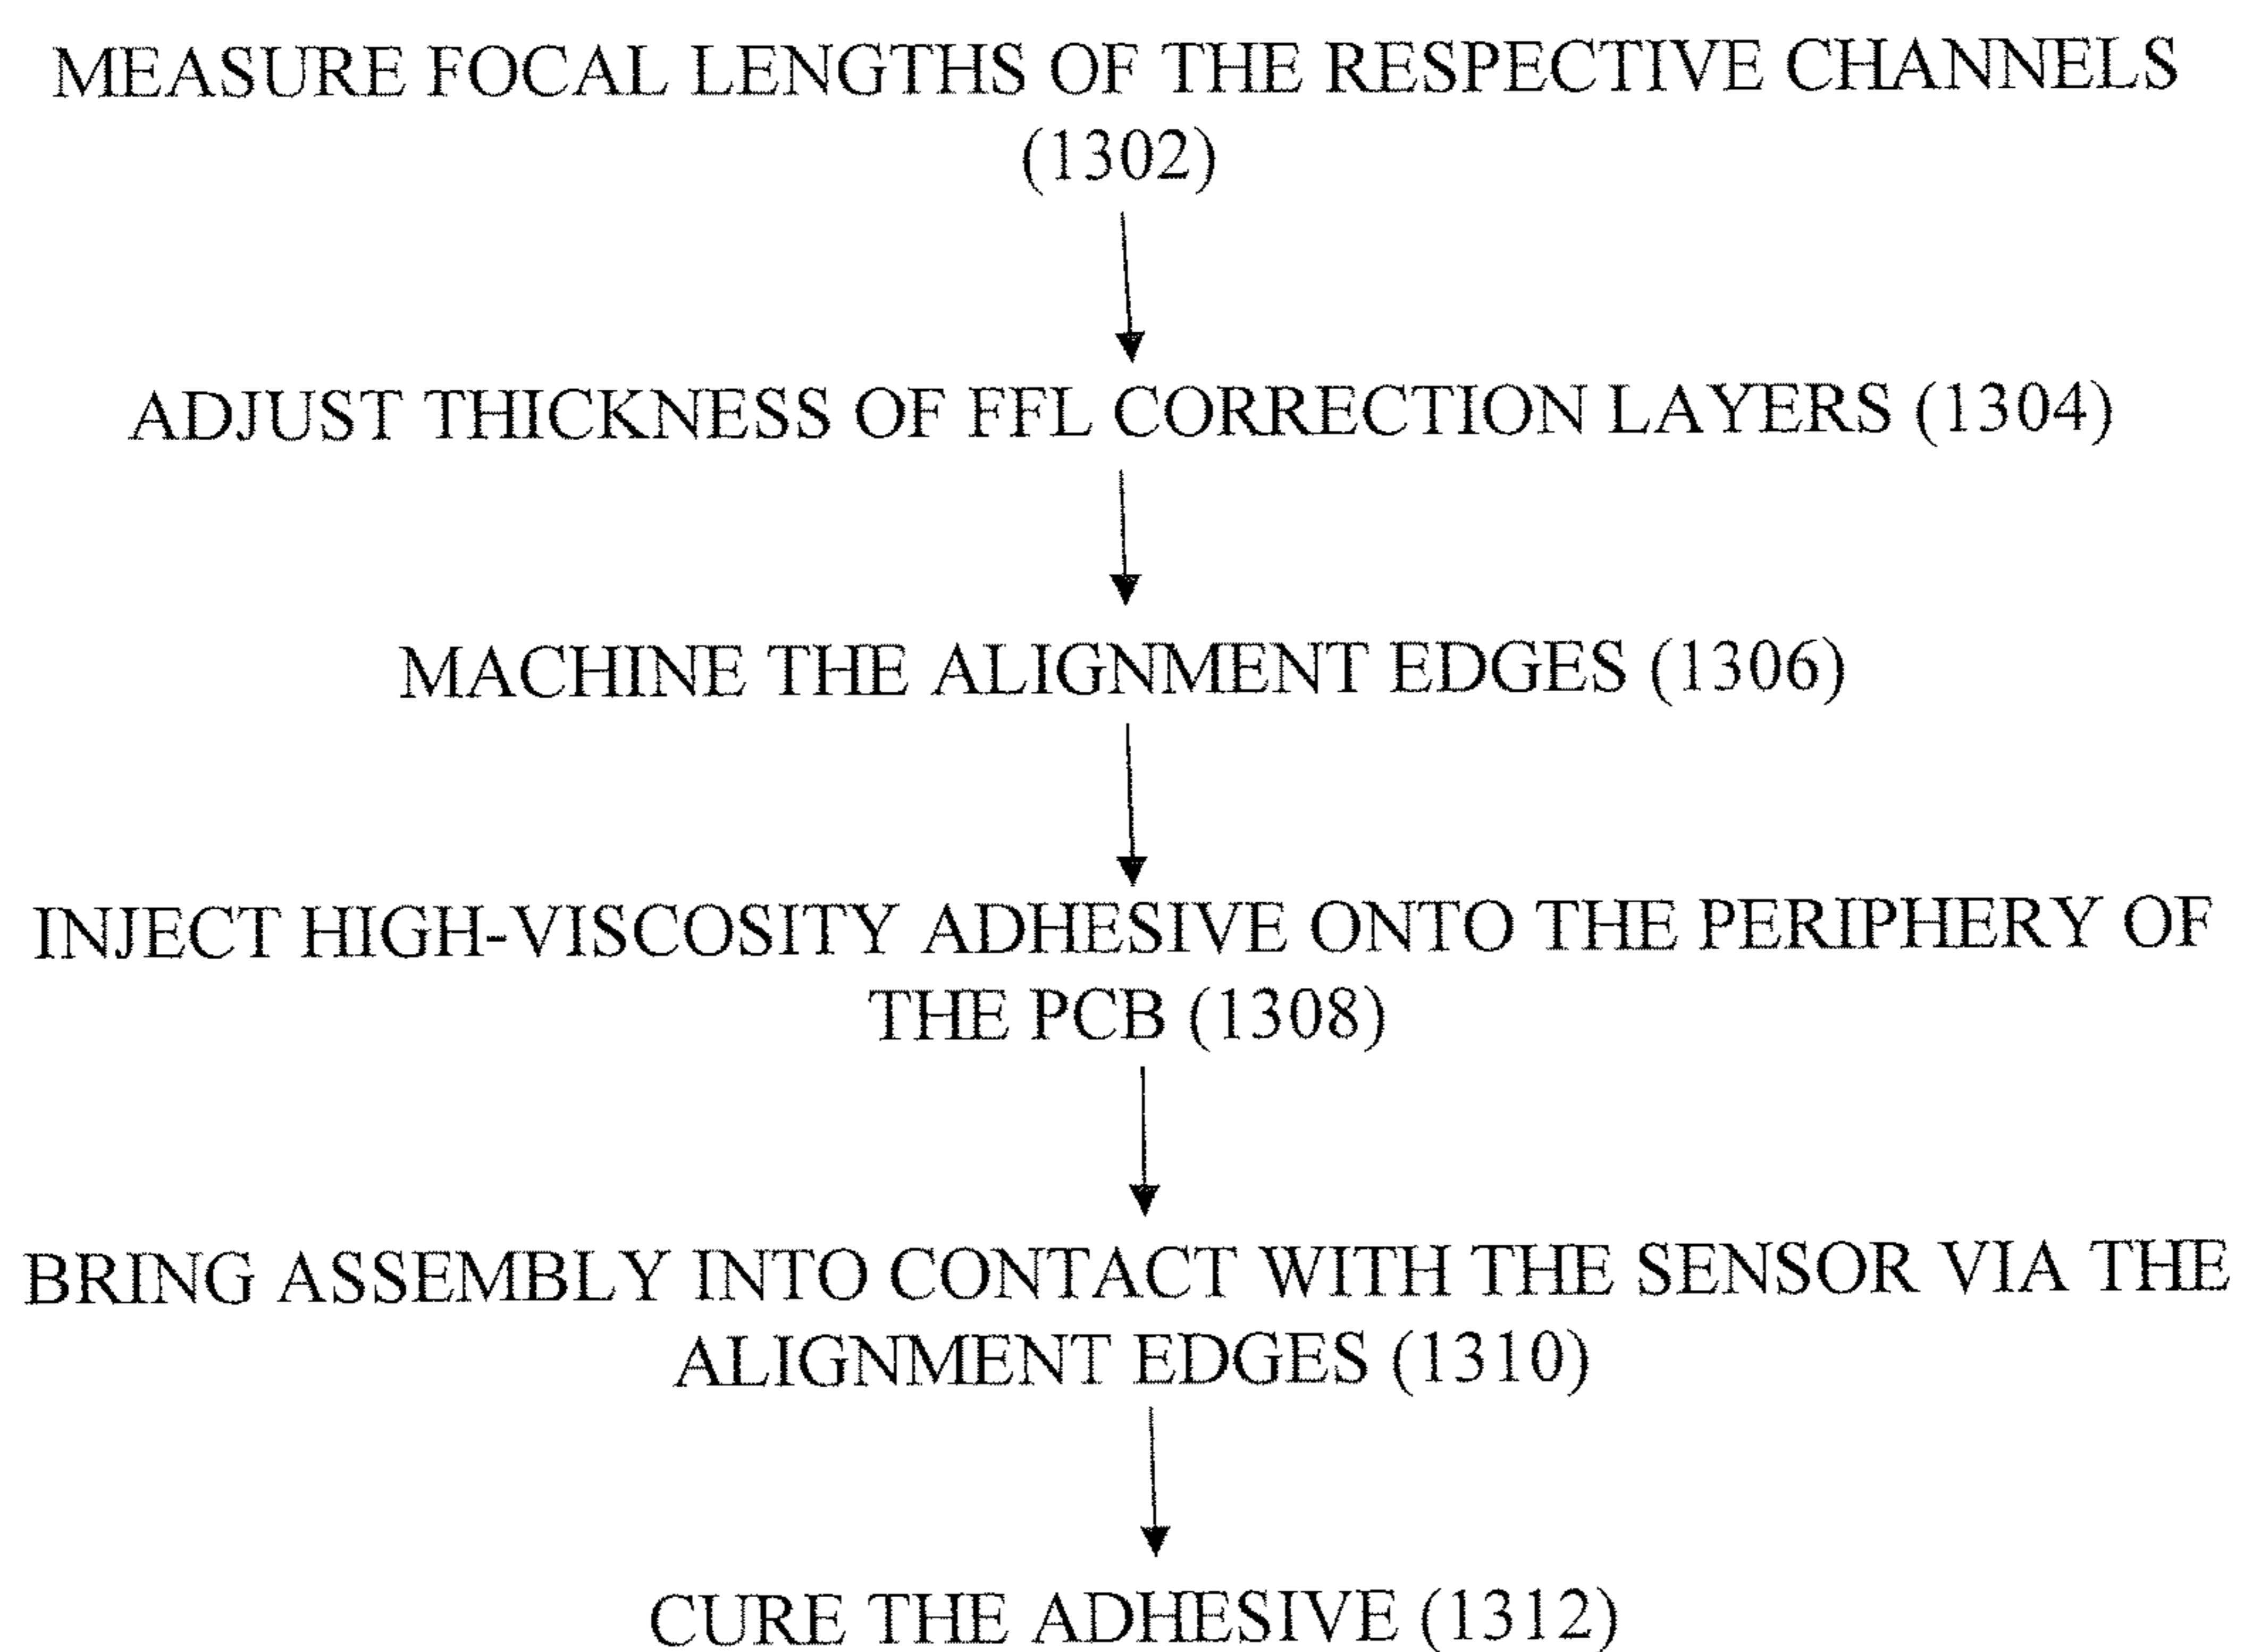 MEASURE FOCAL LENGTHS OF THE RESPECTIVE CHANNELS
(1302)
ADJUST THICKNESS OF FFL CORRECTION LAYERS (1304)
MACHINE THE ALIGNMENT EDGES (1306)
INJECT HIGH-VISCOSITY ADHESIVE ONTO THE PERIPHERY OF
THE PCB (1308)
BRING ASSEMBLY INTO CONTACT WITH THE SENSOR VIA THE
ALIGNMENT EDGES (1310)
CURE THE ADHESIVE (1312)